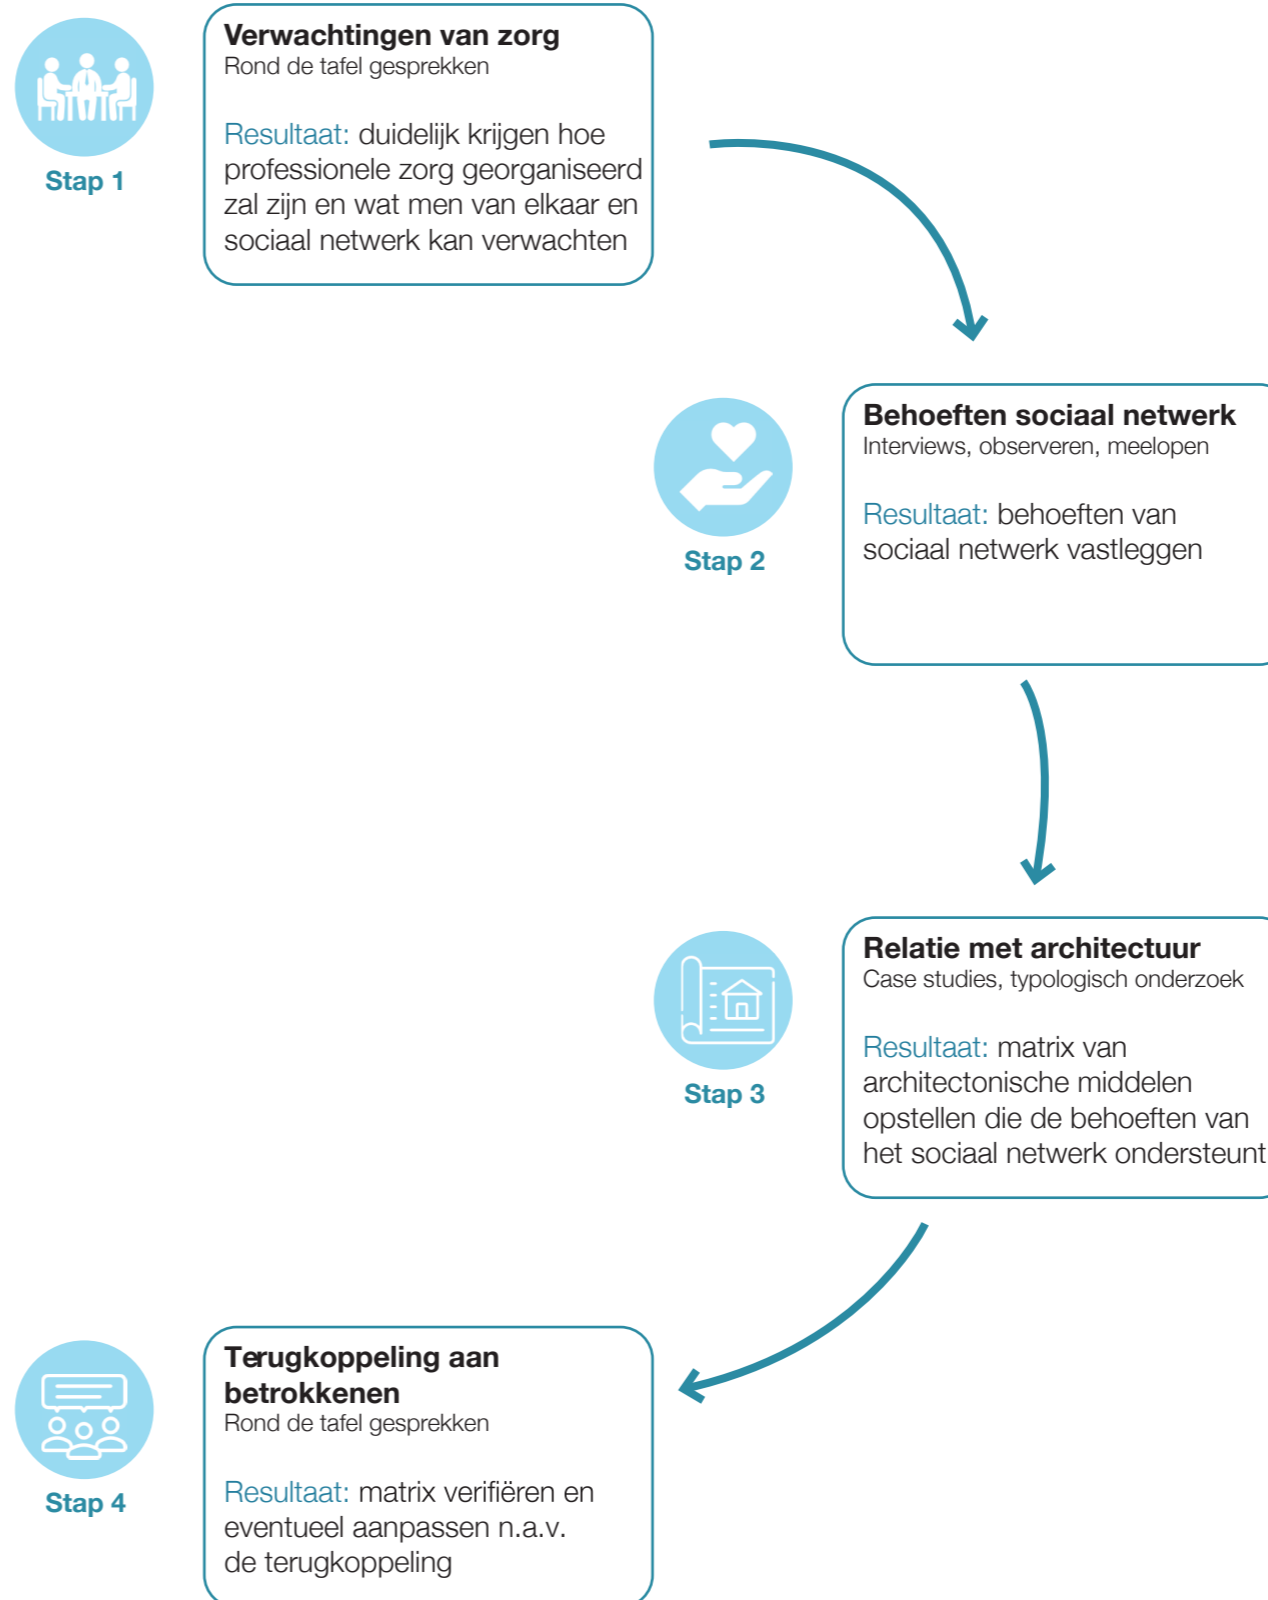 Stap 1
Verwachtingen van zorg
Rond de tafel gesprekken
Resultaat: duidelijk krijgen hoe
professionele zorg georganiseerd
zal zijn en wat men van elkaar en
sociaal netwerk kan verwachten
Stap 2
Behoeften sociaal netwerk
Interviews, observeren, meelopen
Resultaat: behoeften van
sociaal netwerk vastleggen
Stap 3
Relatie met architectuur
Case studies, typologisch onderzoek
Resultaat: matrix van
architectonische middelen
opstellen die de behoeften van
het sociaal netwerk ondersteunt
Stap 4
Terugkoppeling aan
betrokkenen
Rond de tafel gesprekken
Resultaat: matrix verifiëren en
eventueel aanpassen n.a.v.
de terugkoppeling